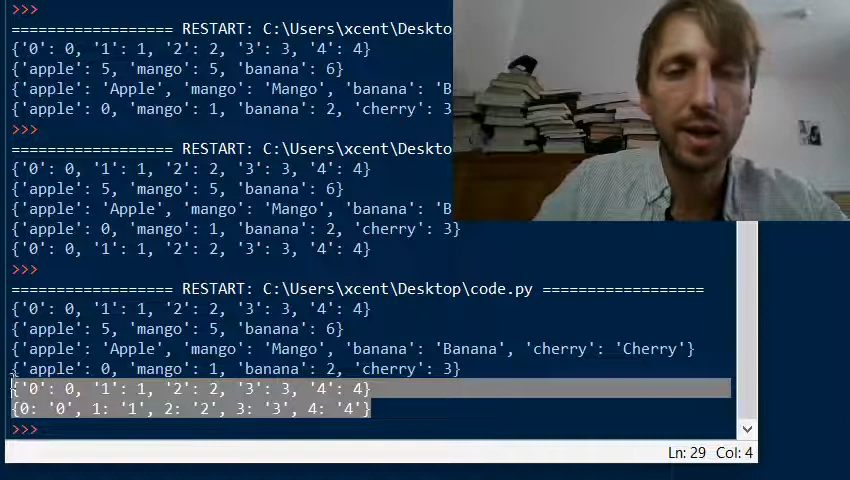 >>>
================== RESTART: C:\Users\xcent\Deskto
{'0': 0, '1': 1, '2': 2, '3': 3, '4': 4}
{'apple': 5, 'mango': 5, 'banana': 6}
{'apple': 'Apple', 'mango': 'Mango', 'banana': 'B
{'apple': 0, 'mango': 1, 'banana': 2, 'cherry': 3
>>>
================== RESTART: C:\Users\xcent\Deskto
{'0': 0, '1': 1, '2': 2, '3': 3, '4': 4}
{'apple': 5, 'mango': 5, 'banana': 6}
{'apple': 'Apple', 'mango': 'Mango', 'banana': 'B
{'apple': 0, 'mango': 1, 'banana': 2, 'cherry': 3}
{'0': 0, '1': 1, '2': 2, '3': 3, '4': 4}
>>>
================== RESTART: C:\Users\xcent\Desktop\code.py ==================
{'0': 0, '1': 1, '2': 2, '3': 3, '4': 4}
{'apple': 5, 'mango': 5, 'banana': 6}
{'apple': 'Apple', 'mango': 'Mango', 'banana': 'Banana', 'cherry': 'Cherry'}
{'apple': 0, 'mango': 1, 'banana': 2, 'cherry': 3}
{'0': 0, '1': 1, '2': 2, '3': 3, '4': 4}
{0: '0', 1: '1', 2: '2', 3: '3', 4: '4'}
>>>
Ln: 29 Col: 4